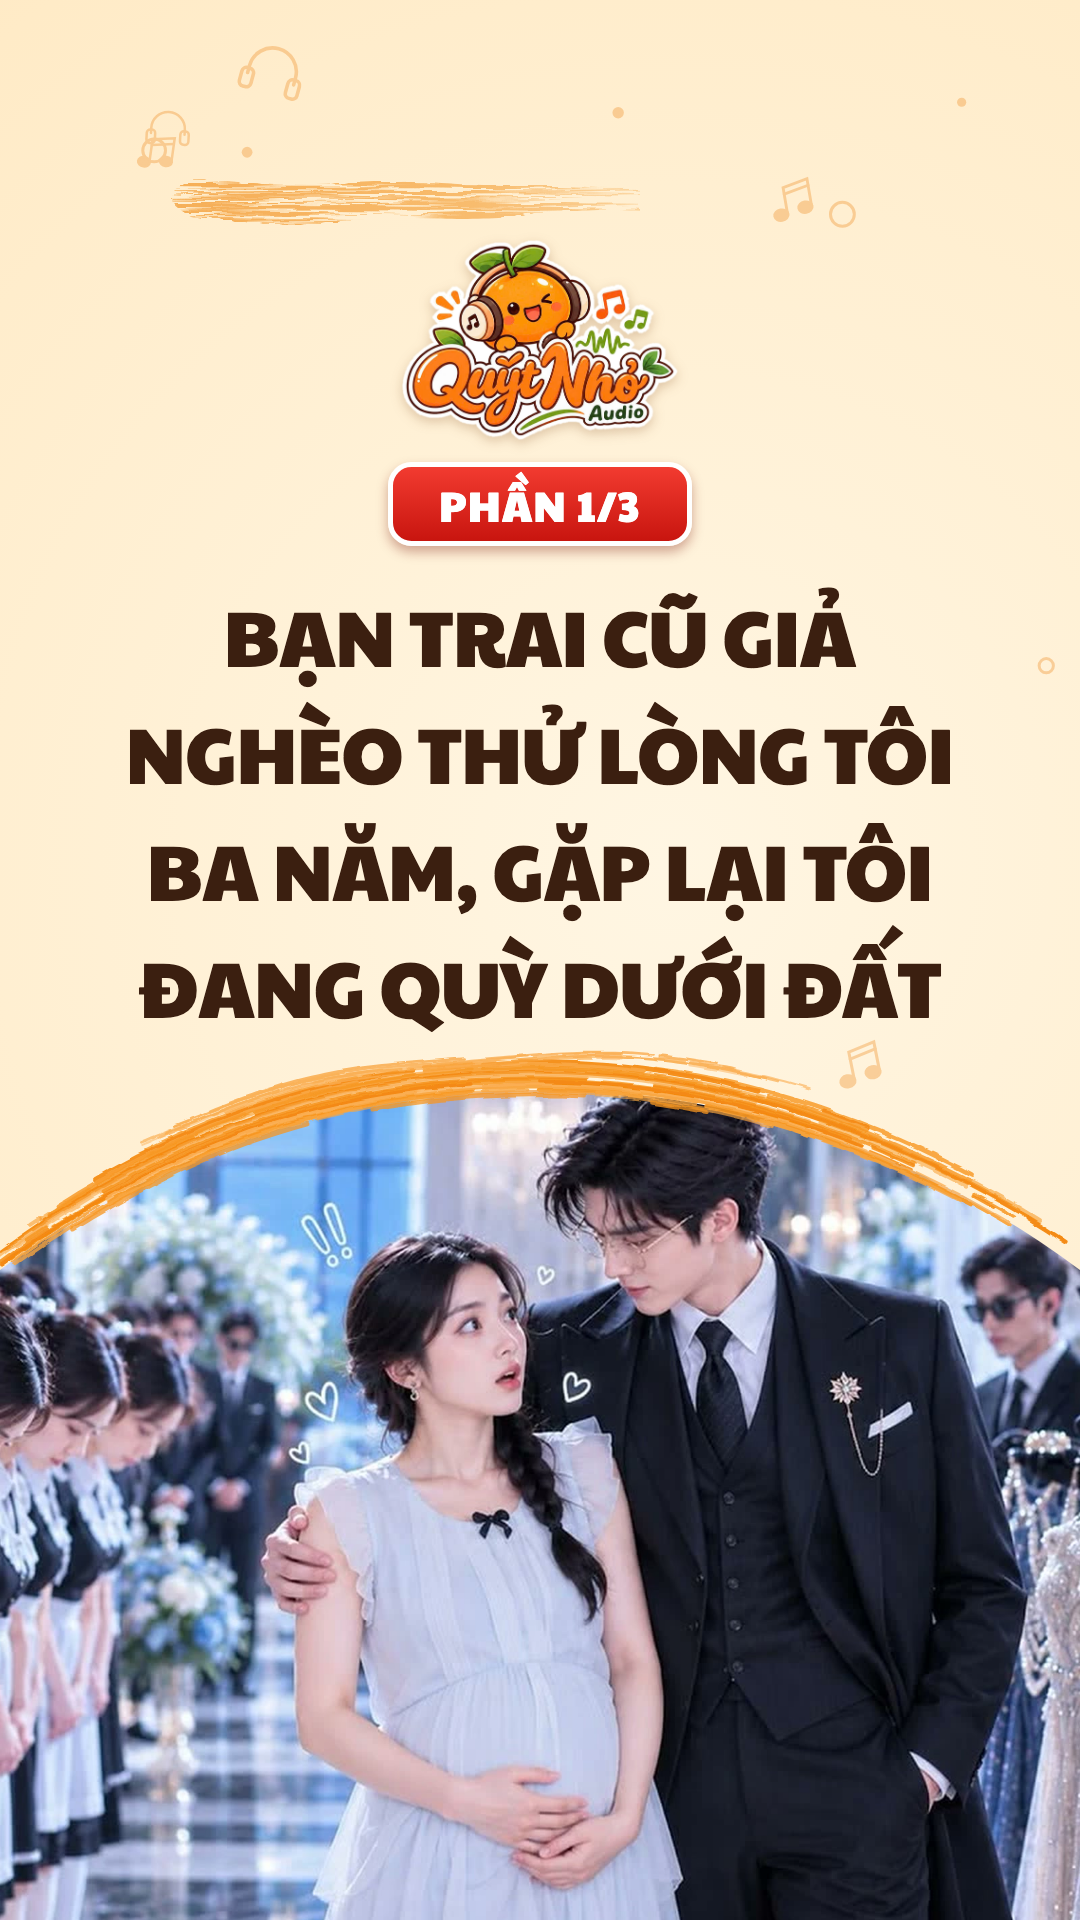 Quýt Nhỏ
Audio
PHẦN 1/3
BẠN TRAI CŨ GIẢ
NGHÈO THỬ LÒNG TÔI
BA NĂM, GẶP LẠI TÔI
ĐANG QUỲ DƯỚI ĐẤT